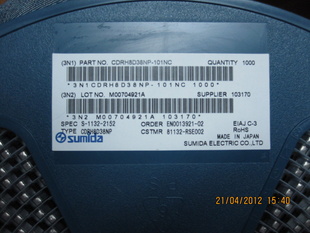 (3N1) PART NO. CDRH8D38NP-101NC QUANTITY 1000
*3N1CDRH8D38NP-101NC 1000*
(3N2) LOT NO. M00704921A SUPPLIER 103170
*3N2 M00704921A 103170*
SPEC S-1132-2152 ORDER EN0013921-02 EIAJ C-3
TYPE CDRH8D38NP CSTMR 81132-RSE002 RoHS
sumida MADE IN JAPAN
SUMIDA ELECTRIC CO.,LTD
21/04/2012 15:40